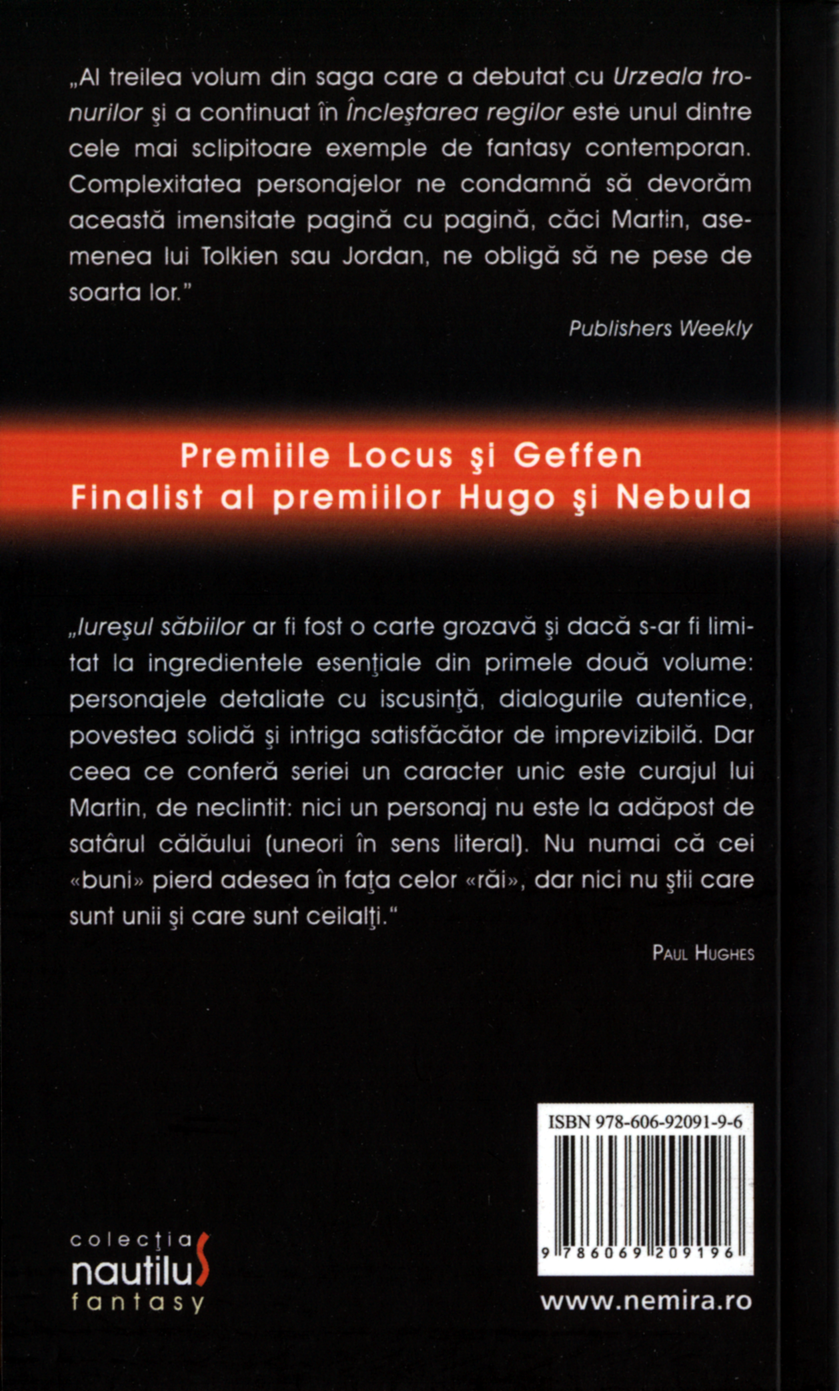 „Al treilea volum din saga care a debutat cu Urzeala tro-
nurilor şi a continuat în Încleştarea regilor este unul dintre
cele mai sclipitoare exemple de fantasy contemporan.
Complexitatea personajelor ne condamnă să devorăm
această imensitate pagină cu pagină, căci Martin, ase-
menea lui Tolkien sau Jordan, ne obligă să ne pese de
soarta lor.”
Publishers Weekly
Premiile Locus şi Geffen
Finalist al premiilor Hugo şi Nebula
„Iureşul săbiilor ar fi fost o carte grozavă şi dacă s-ar fi limi-
tat la ingredientele esenţiale din primele două volume:
personajele detaliate cu iscusinţă, dialogurile autentice,
povestea solidă şi intriga satisfăcător de imprevizibilă. Dar
ceea ce conferă seriei un caracter unic este curajul lui
Martin, de neclintit: nici un personaj nu este la adăpost de
satârul călăului (uneori în sens literal). Nu numai că cei
«buni» pierd adesea în faţa celor «răi», dar nici nu ştii care
sunt unii şi care sunt ceilalţi.“
PAUL HUGHES
ISBN 978-606-92091-9-6
9 786069 209196
colecţia
nautilus
fantasy
www.nemira.ro